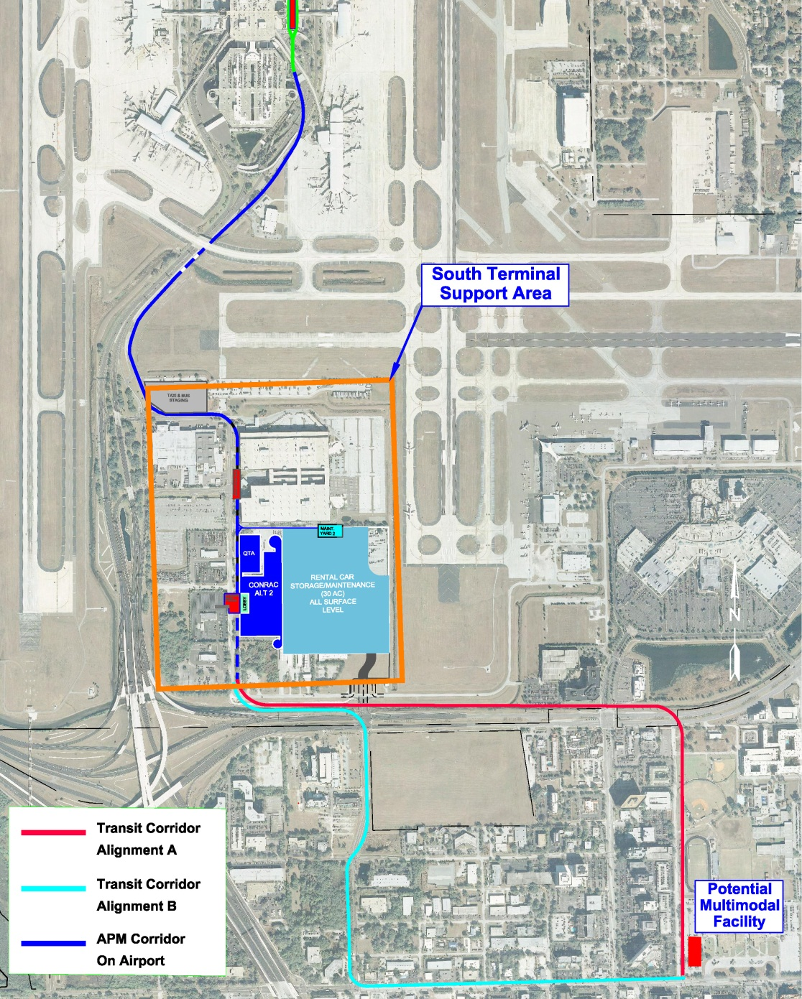 South Terminal
Support Area
TAXI & BUS
STAGING
MAINT.
YARD 2
QTA
CONRAC
ALT 2
LOBBY
RENTAL CAR
STORAGE/MAINTENANCE
(30 AC)
ALL SURFACE
LEVEL
N
Transit Corridor
Alignment A
Transit Corridor
Alignment B
APM Corridor
On Airport
Potential
Multimodal
Facility